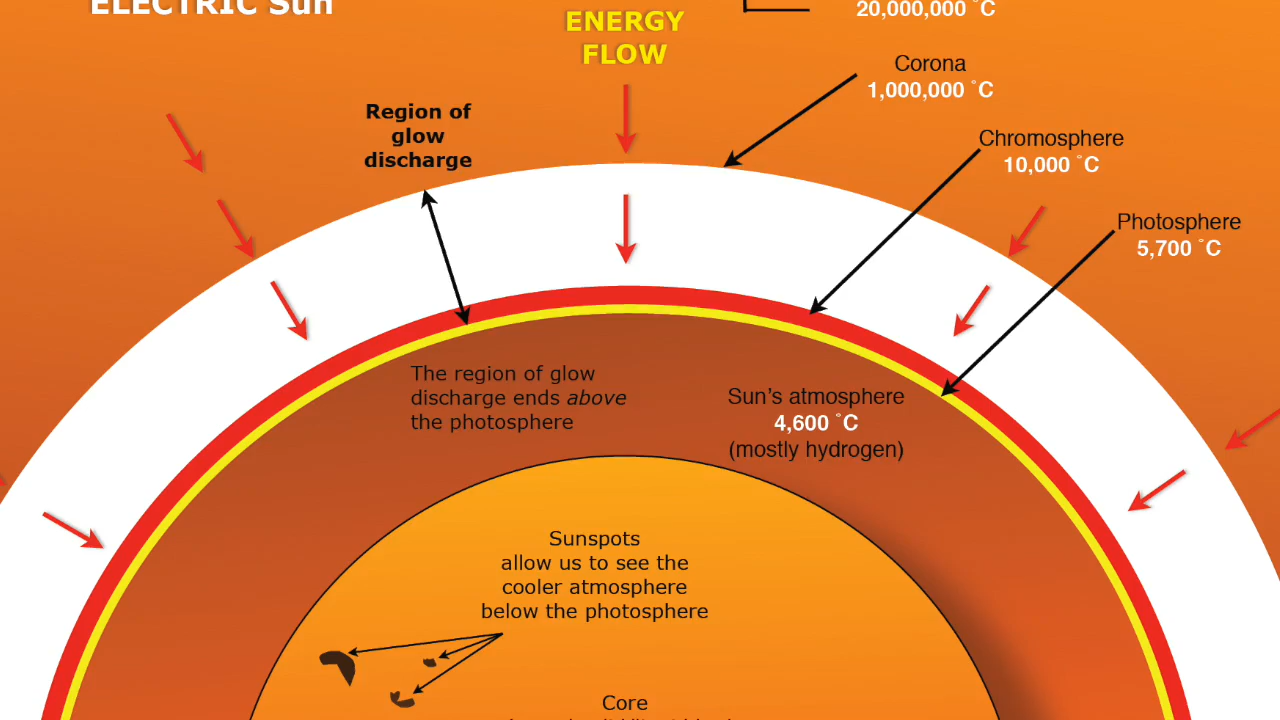 ELECTRIC Sun
ENERGY
FLOW
20,000,000 °C
Corona
1,000,000 °C
Region of
glow
discharge
Chromosphere
10,000 °C
Photosphere
5,700 °C
The region of glow
discharge ends above
the photosphere
Sun's atmosphere
4,600 °C
(mostly hydrogen)
Sunspots
allow us to see the
cooler atmosphere
below the photosphere
Core